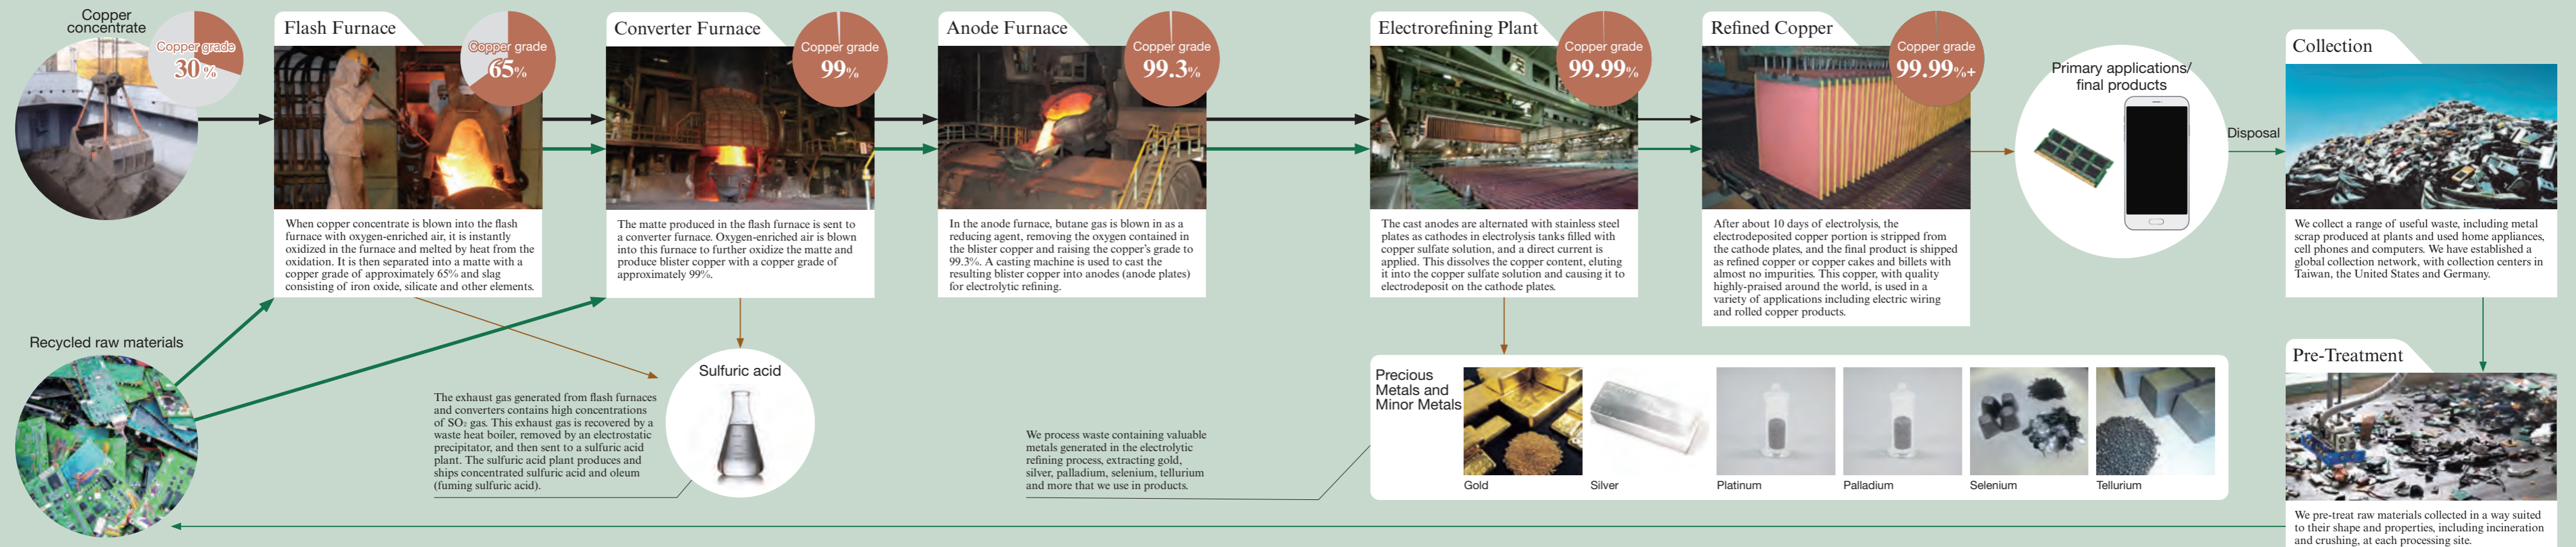 Copper
concentrate
Copper grade
30%
Flash Furnace
Copper grade
65%
When copper concentrate is blown into the flash
furnace with oxygen-enriched air, it is instantly
oxidized in the furnace and melted by heat from the
oxidation. It is then separated into a matte with a
copper grade of approximately 65% and slag
consisting of iron oxide, silicate and other elements.
Converter Furnace
Copper grade
99%
The matte produced in the flash furnace is sent to
a converter furnace. Oxygen-enriched air is blown
into this furnace to further oxidize the matte and
produce blister copper with a copper grade of
approximately 99%.
Anode Furnace
Copper grade
99.3%
In the anode furnace, butane gas is blown in as a
reducing agent, removing the oxygen contained in
the blister copper and raising the copper's grade to
99.3%. A casting machine is used to cast the
resulting blister copper into anodes (anode plates)
for electrolytic refining.
Electrorefining Plant
Copper grade
99.99%
The cast anodes are alternated with stainless steel
plates as cathodes in electrolysis tanks filled with
copper sulfate solution, and a direct current is
applied. This dissolves the copper content, eluting
it into the copper sulfate solution and causing it to
electrodeposit on the cathode plates.
Refined Copper
Copper grade
99.99%+
After about 10 days of electrolysis, the
electrodeposited copper portion is stripped from
the cathode plates, and the final product is shipped
as refined copper or copper cakes and billets with
almost no impurities. This copper, with quality
highly-praised around the world, is used in a
variety of applications including electric wiring
and rolled copper products.
Primary applications/
final products
Disposal
Collection
We collect a range of useful waste, including metal
scrap produced at plants and used home appliances,
cell phones and computers. We have established a
global collection network, with collection centers in
Taiwan, the United States and Germany.
Recycled raw materials
The exhaust gas generated from flash furnaces
and converters contains high concentrations
of SO₂ gas. This exhaust gas is recovered by a
waste heat boiler, removed by an electrostatic
precipitator, and then sent to a sulfuric acid
plant. The sulfuric acid plant produces and
ships concentrated sulfuric acid and oleum
(fuming sulfuric acid).
Sulfuric acid
We process waste containing valuable
metals generated in the electrolytic
refining process, extracting gold,
silver, palladium, selenium, tellurium
and more that we use in products.
Precious
Metals and
Minor Metals
Gold
Silver
Platinum
Palladium
Selenium
Tellurium
Pre-Treatment
We pre-treat raw materials collected in a way suited
to their shape and properties, including incineration
and crushing, at each processing site.